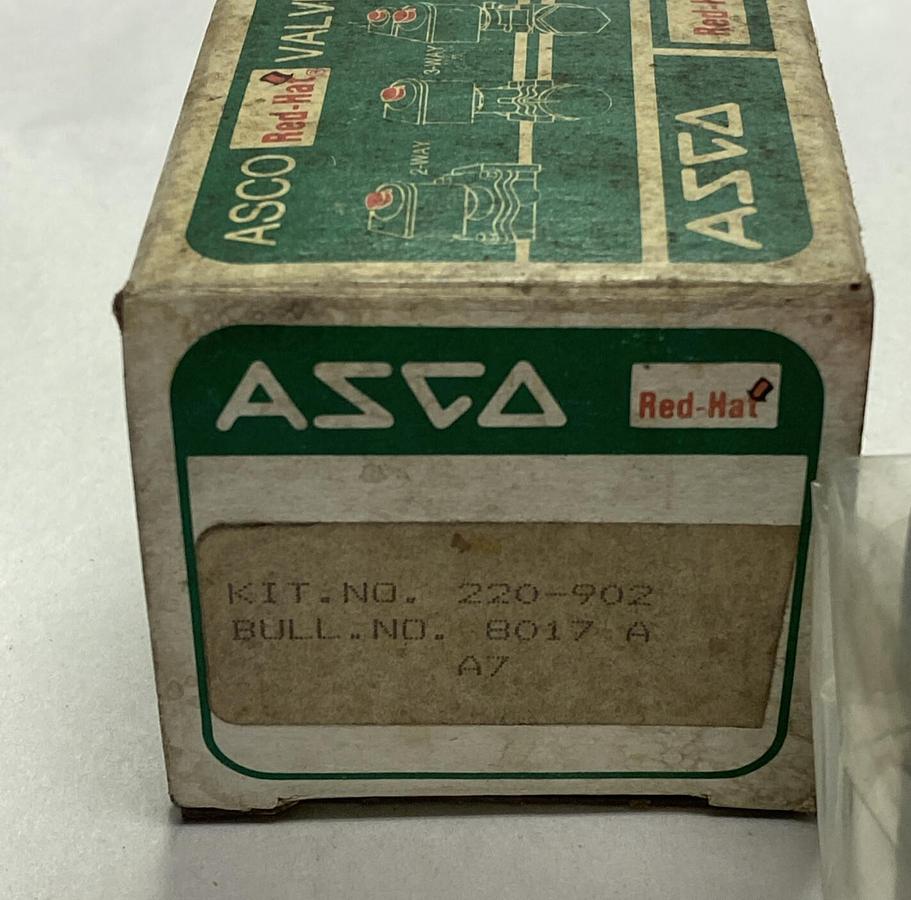 ASCO Red-Hat® VALV
3-WAY
2-WAY
Red-H
ASCO
ASCO
Red-Hat
KIT.NO. 220-902
BULL.NO. 8017 A
A7